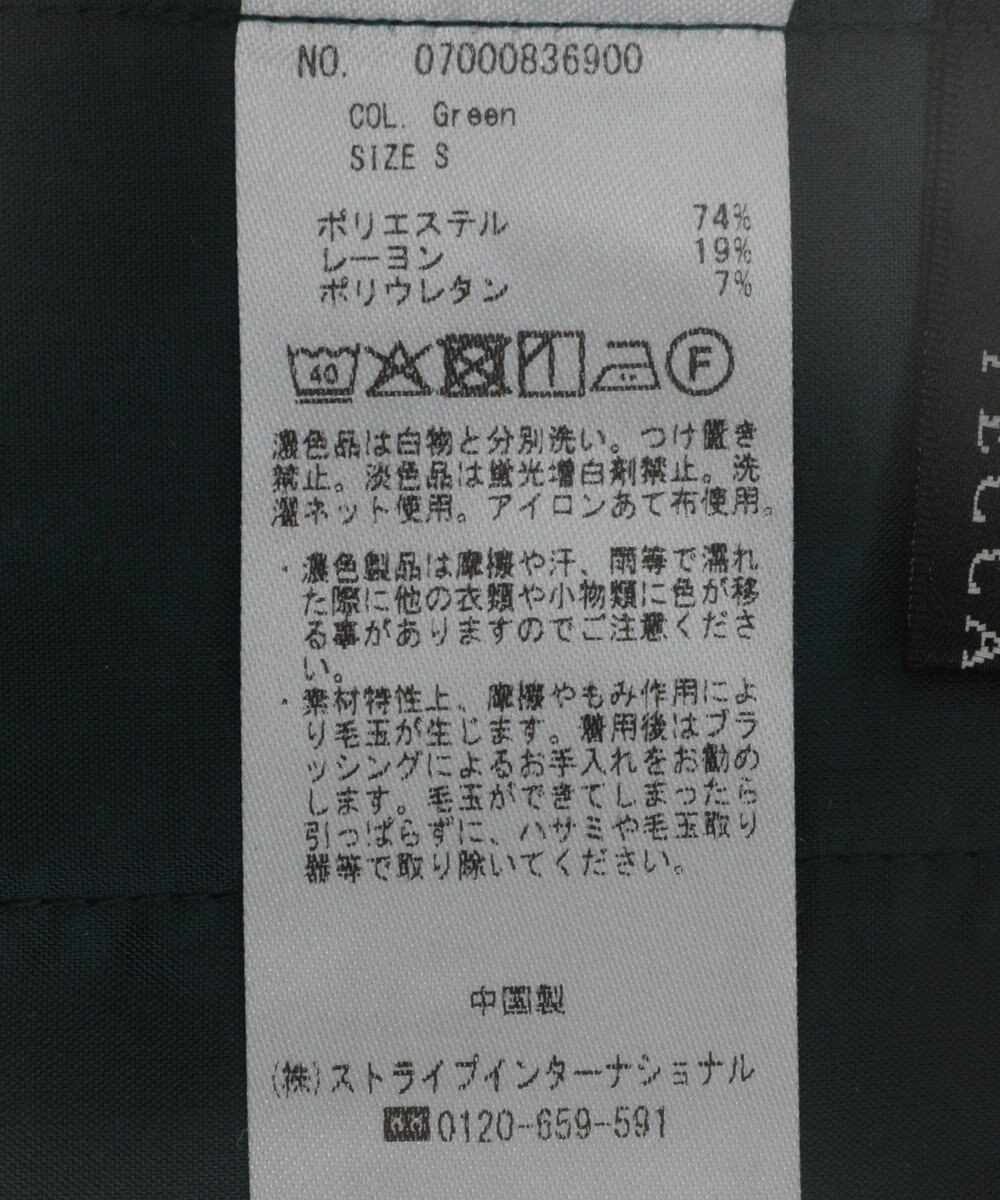 NO. 07000836900
COL. Green
SIZE S
ポリエステル 74%
レーヨン 19%
ポリウレタン 7%
40 F
濃色品は白物と分別洗い。つけ置き
禁止。淡色品は蛍光増白剤禁止。洗
濯ネット使用。アイロンあて布使用。
・濃色製品は摩擦や汗、雨等で濡れ
た際に他の衣類や小物類に色が移
る事がありますのでご注意くださ
い。
・素材特性上、摩擦やもみ作用によ
り毛玉が生じます。着用後はブラ
ッシングによるお手入れをお勧め
します。毛玉ができてしまったら
引っぱらずに、ハサミや毛玉取り
器等で取り除いてください。
中国製
(株)ストライプインターナショナル
0120-659-591